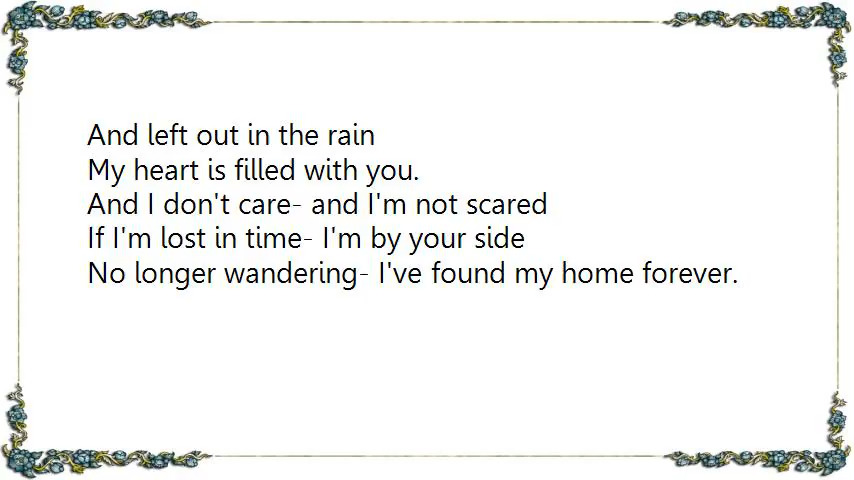 And left out in the rain
My heart is filled with you.
And I don't care- and I'm not scared
If I'm lost in time- I'm by your side
No longer wandering- I've found my home forever.